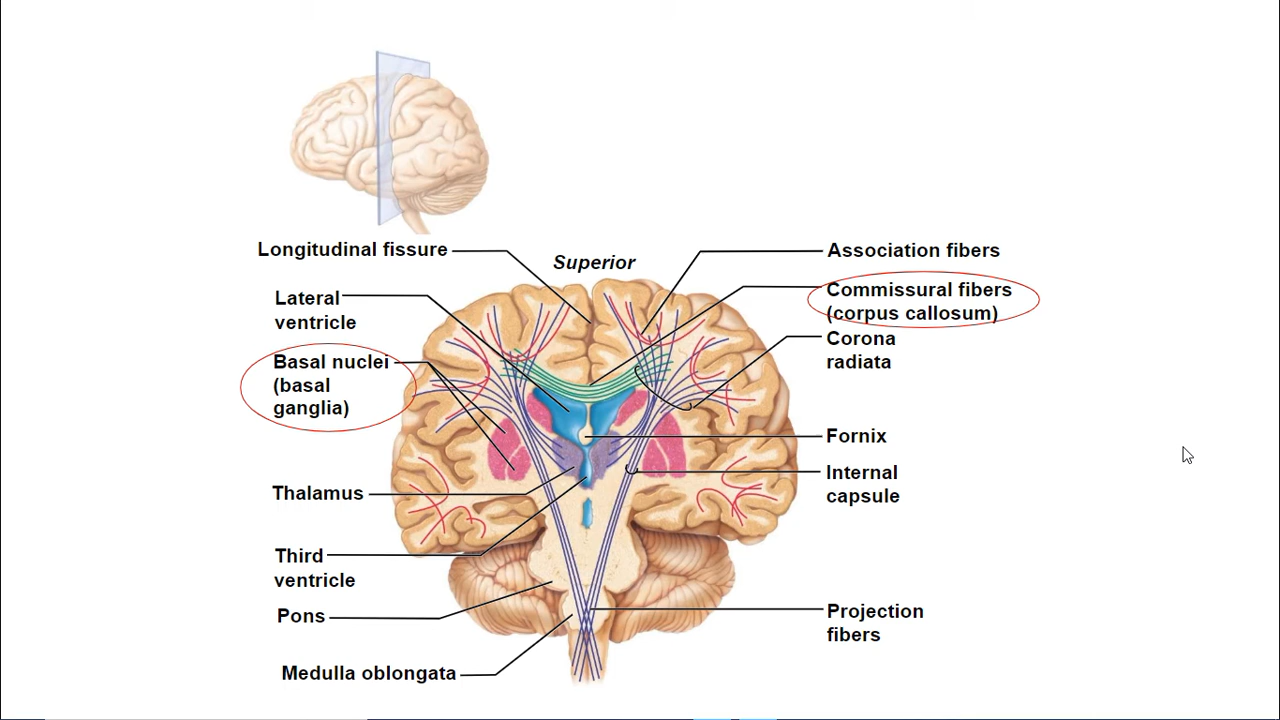 Longitudinal fissure
Superior
Lateral
ventricle
Basal nuclei
(basal
ganglia)
Thalamus
Third
ventricle
Pons
Medulla oblongata
Association fibers
Commissural fibers
(corpus callosum)
Corona
radiata
Fornix
Internal
capsule
Projection
fibers